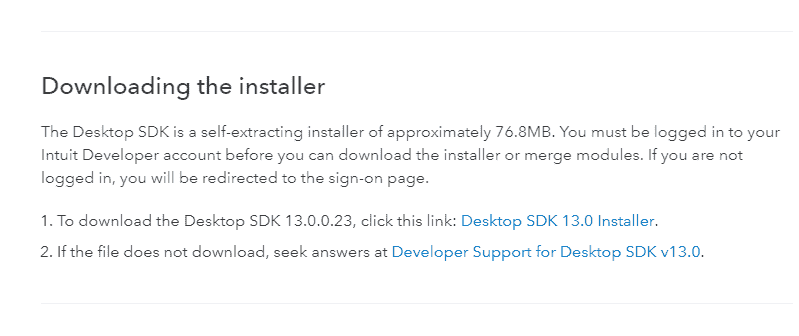 Downloading the installer
The Desktop SDK is a self-extracting installer of approximately 76.8MB. You must be logged in to your
Intuit Developer account before you can download the installer or merge modules. If you are not
logged in, you will be redirected to the sign-on page.
1. To download the Desktop SDK 13.0.0.23, click this link: Desktop SDK 13.0 Installer.
2. If the file does not download, seek answers at Developer Support for Desktop SDK v13.0.